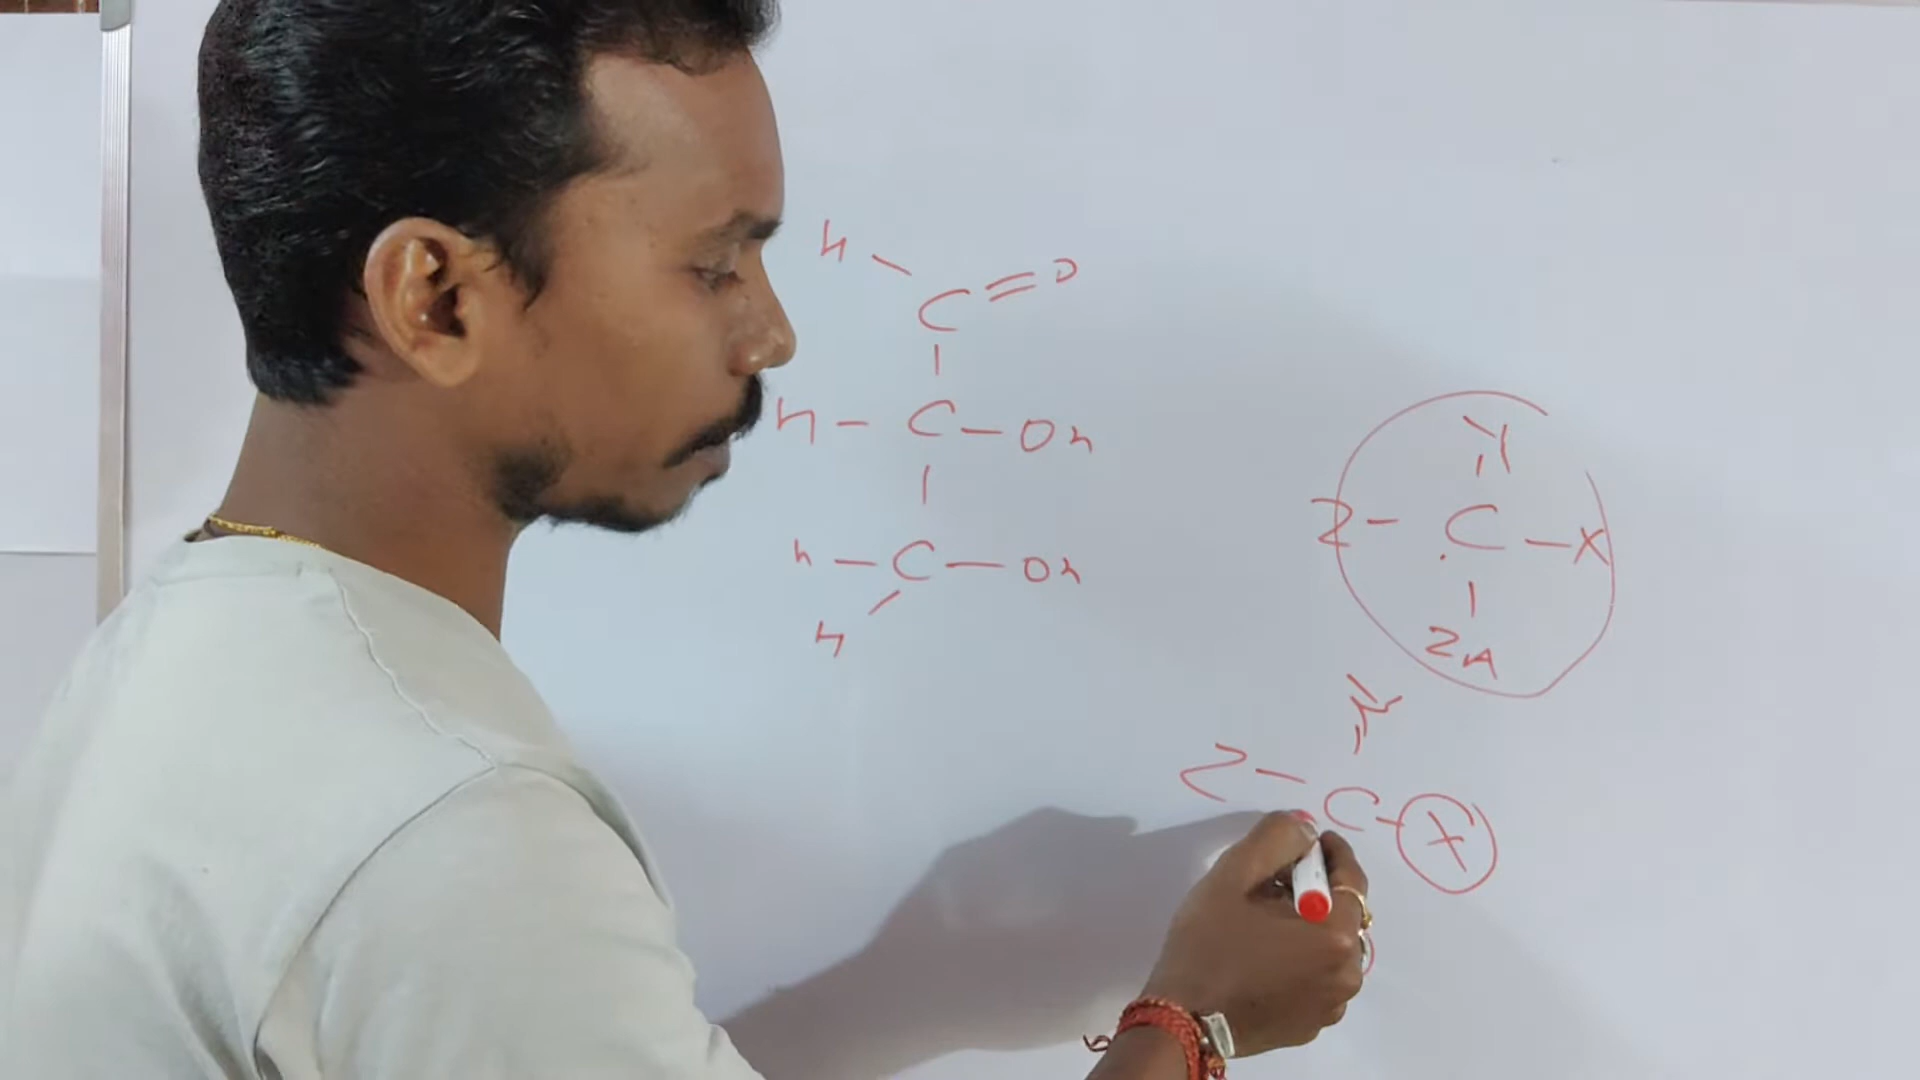 H
C=O
H-C-OH
H-C-OH
H
Y
Z-C-X
ZA
Y
Z-C-X